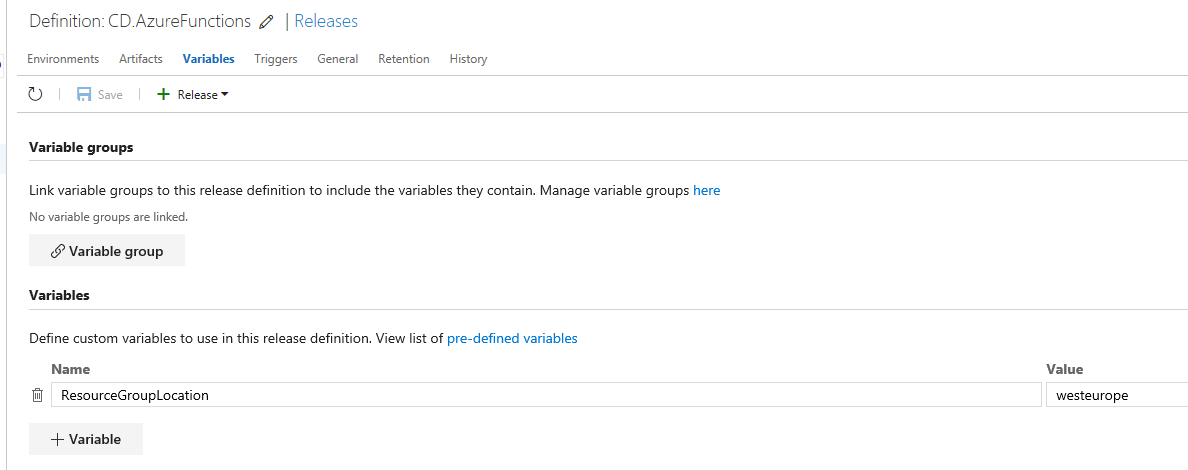 Definition: CD.AzureFunctions | Releases
Environments Artifacts Variables Triggers General Retention History
Save + Release
Variable groups
Link variable groups to this release definition to include the variables they contain. Manage variable groups here
No variable groups are linked.
Variable group
Variables
Define custom variables to use in this release definition. View list of pre-defined variables
Name Value
ResourceGroupLocation westeurope
+ Variable